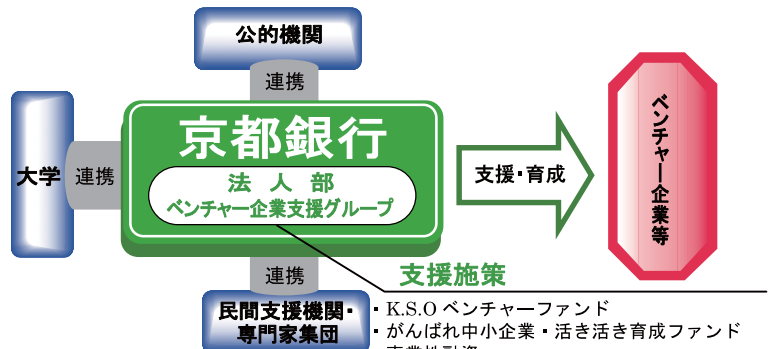 公的機関
連携
京都銀行
法人部
ベンチャー企業支援グループ
大学
連携
支援・育成
ベンチャー企業等
連携
民間支援機関・
専門家集団
支援施策
・K.S.O ベンチャーファンド
・がんばれ中小企業・活き活き育成ファンド